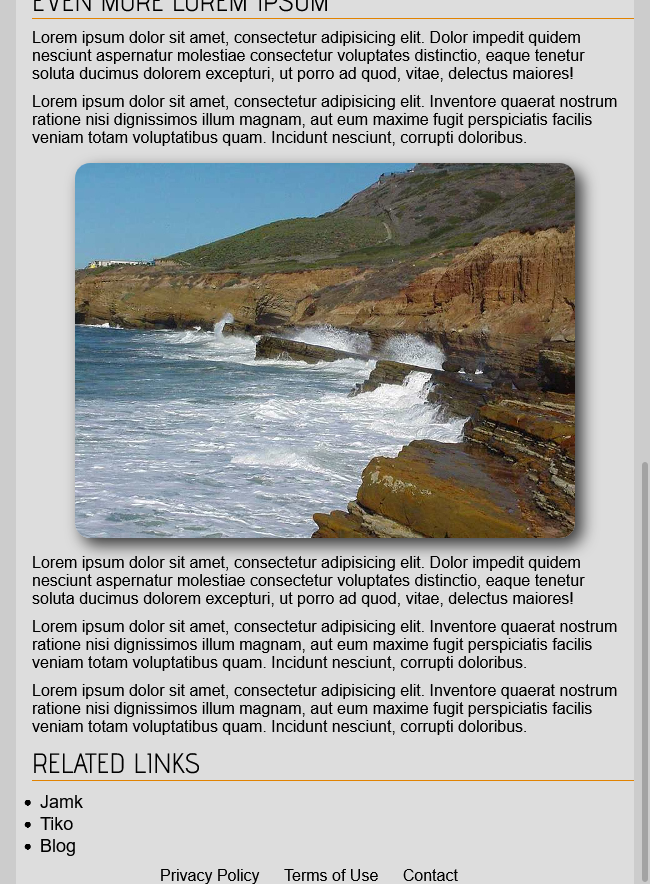 EVEN MORE LOREM IPSUM
Lorem ipsum dolor sit amet, consectetur adipisicing elit. Dolor impedit quidem
nesciunt aspernatur molestiae consectetur voluptates distinctio, eaque tenetur
soluta ducimus dolorem excepturi, ut porro ad quod, vitae, delectus maiores!
Lorem ipsum dolor sit amet, consectetur adipisicing elit. Inventore quaerat nostrum
ratione nisi dignissimos illum magnam, aut eum maxime fugit perspiciatis facilis
veniam totam voluptatibus quam. Incidunt nesciunt, corrupti doloribus.
Lorem ipsum dolor sit amet, consectetur adipisicing elit. Dolor impedit quidem
nesciunt aspernatur molestiae consectetur voluptates distinctio, eaque tenetur
soluta ducimus dolorem excepturi, ut porro ad quod, vitae, delectus maiores!
Lorem ipsum dolor sit amet, consectetur adipisicing elit. Inventore quaerat nostrum
ratione nisi dignissimos illum magnam, aut eum maxime fugit perspiciatis facilis
veniam totam voluptatibus quam. Incidunt nesciunt, corrupti doloribus.
Lorem ipsum dolor sit amet, consectetur adipisicing elit. Inventore quaerat nostrum
ratione nisi dignissimos illum magnam, aut eum maxime fugit perspiciatis facilis
veniam totam voluptatibus quam. Incidunt nesciunt, corrupti doloribus.
RELATED LINKS
• Jamk
• Tiko
• Blog
Privacy Policy Terms of Use Contact